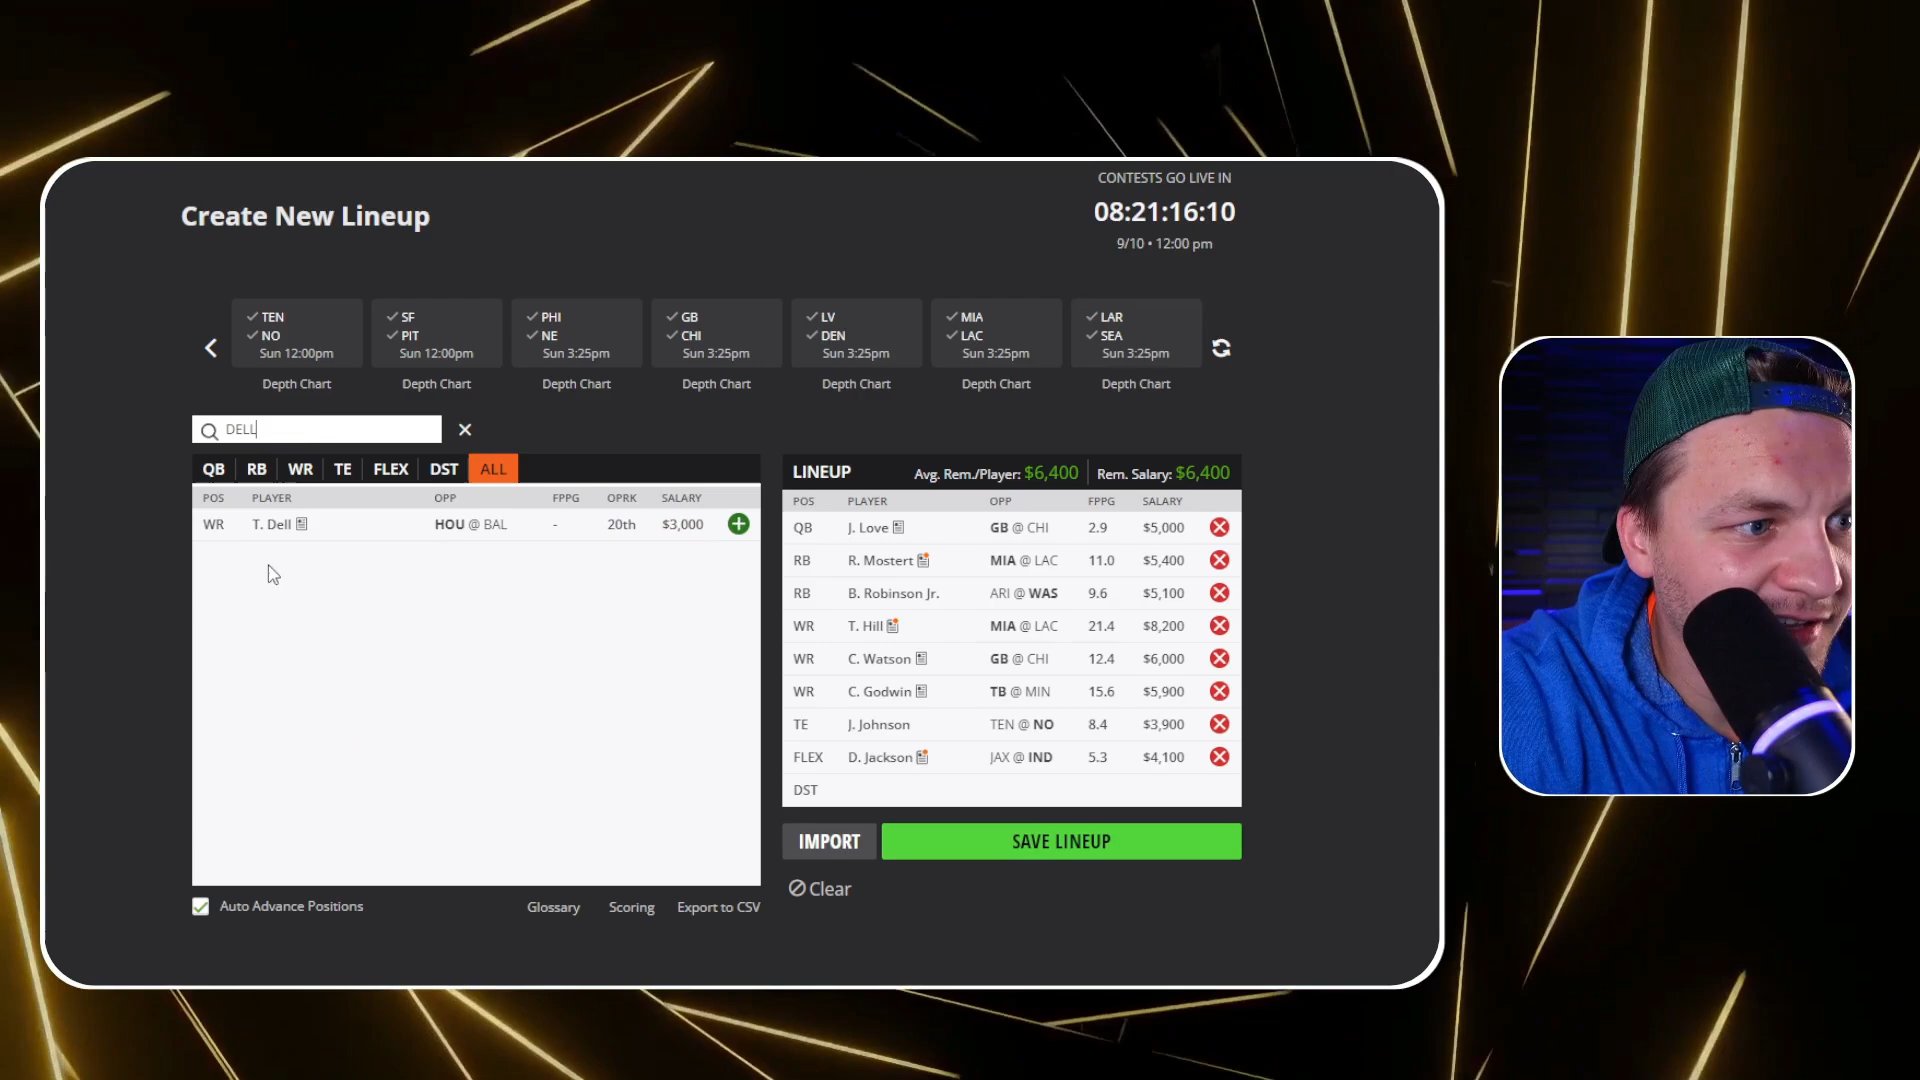 CONTESTS GO LIVE IN
Create New Lineup
08:21:16:10
9/10 • 12:00 pm
TEN
NO
Sun 12:00pm
Depth Chart
SF
PIT
Sun 12:00pm
Depth Chart
PHI
NE
Sun 3:25pm
Depth Chart
GB
CHI
Sun 3:25pm
Depth Chart
LV
DEN
Sun 3:25pm
Depth Chart
MIA
LAC
Sun 3:25pm
Depth Chart
LAR
SEA
Sun 3:25pm
Depth Chart
DELL
QB RB WR TE FLEX DST ALL
POS PLAYER OPP FPPG OPRK SALARY
WR T. Dell HOU @ BAL - 20th $3,000
Auto Advance Positions
Glossary Scoring Export to CSV
LINEUP Avg. Rem./Player: $6,400 Rem. Salary: $6,400
POS PLAYER OPP FPPG SALARY
QB J. Love GB @ CHI 2.9 $5,000
RB R. Mostert MIA @ LAC 11.0 $5,400
RB B. Robinson Jr. ARI @ WAS 9.6 $5,100
WR T. Hill MIA @ LAC 21.4 $8,200
WR C. Watson GB @ CHI 12.4 $6,000
WR C. Godwin TB @ MIN 15.6 $5,900
TE J. Johnson TEN @ NO 8.4 $3,900
FLEX D. Jackson JAX @ IND 5.3 $4,100
DST
IMPORT SAVE LINEUP
Clear